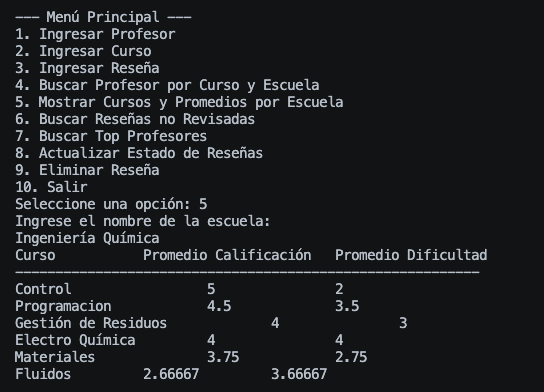 --- Menú Principal ---
1. Ingresar Profesor
2. Ingresar Curso
3. Ingresar Reseña
4. Buscar Profesor por Curso y Escuela
5. Mostrar Cursos y Promedios por Escuela
6. Buscar Reseñas no Revisadas
7. Buscar Top Profesores
8. Actualizar Estado de Reseñas
9. Eliminar Reseña
10. Salir
Seleccione una opción: 5
Ingrese el nombre de la escuela:
Ingeniería Química
Curso Promedio Calificación Promedio Dificultad
----------------------------------------------------------
Control 5 2
Programacion 4.5 3.5
Gestión de Residuos 4 3
Electro Química 4 4
Materiales 3.75 2.75
Fluidos 2.66667 3.66667